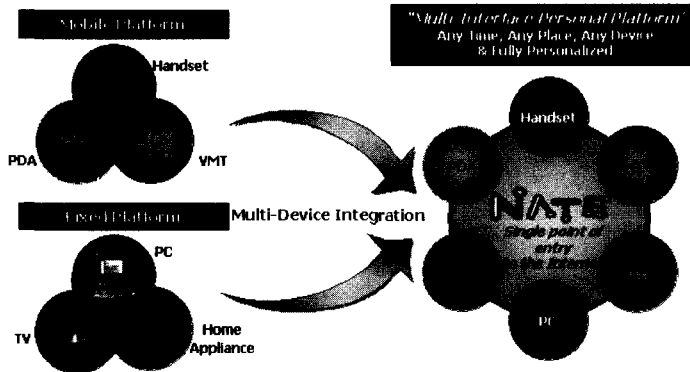 Mobile Platform
Handset
PDA
VMT
Fixed Platform
PC
TV
Home
Appliance
Multi-Device Integration
"Multi-Interface Personal Platform"
Any Time, Any Place, Any Device
& Fully Personalized
Handset
NATE
Single point of
entry
PC